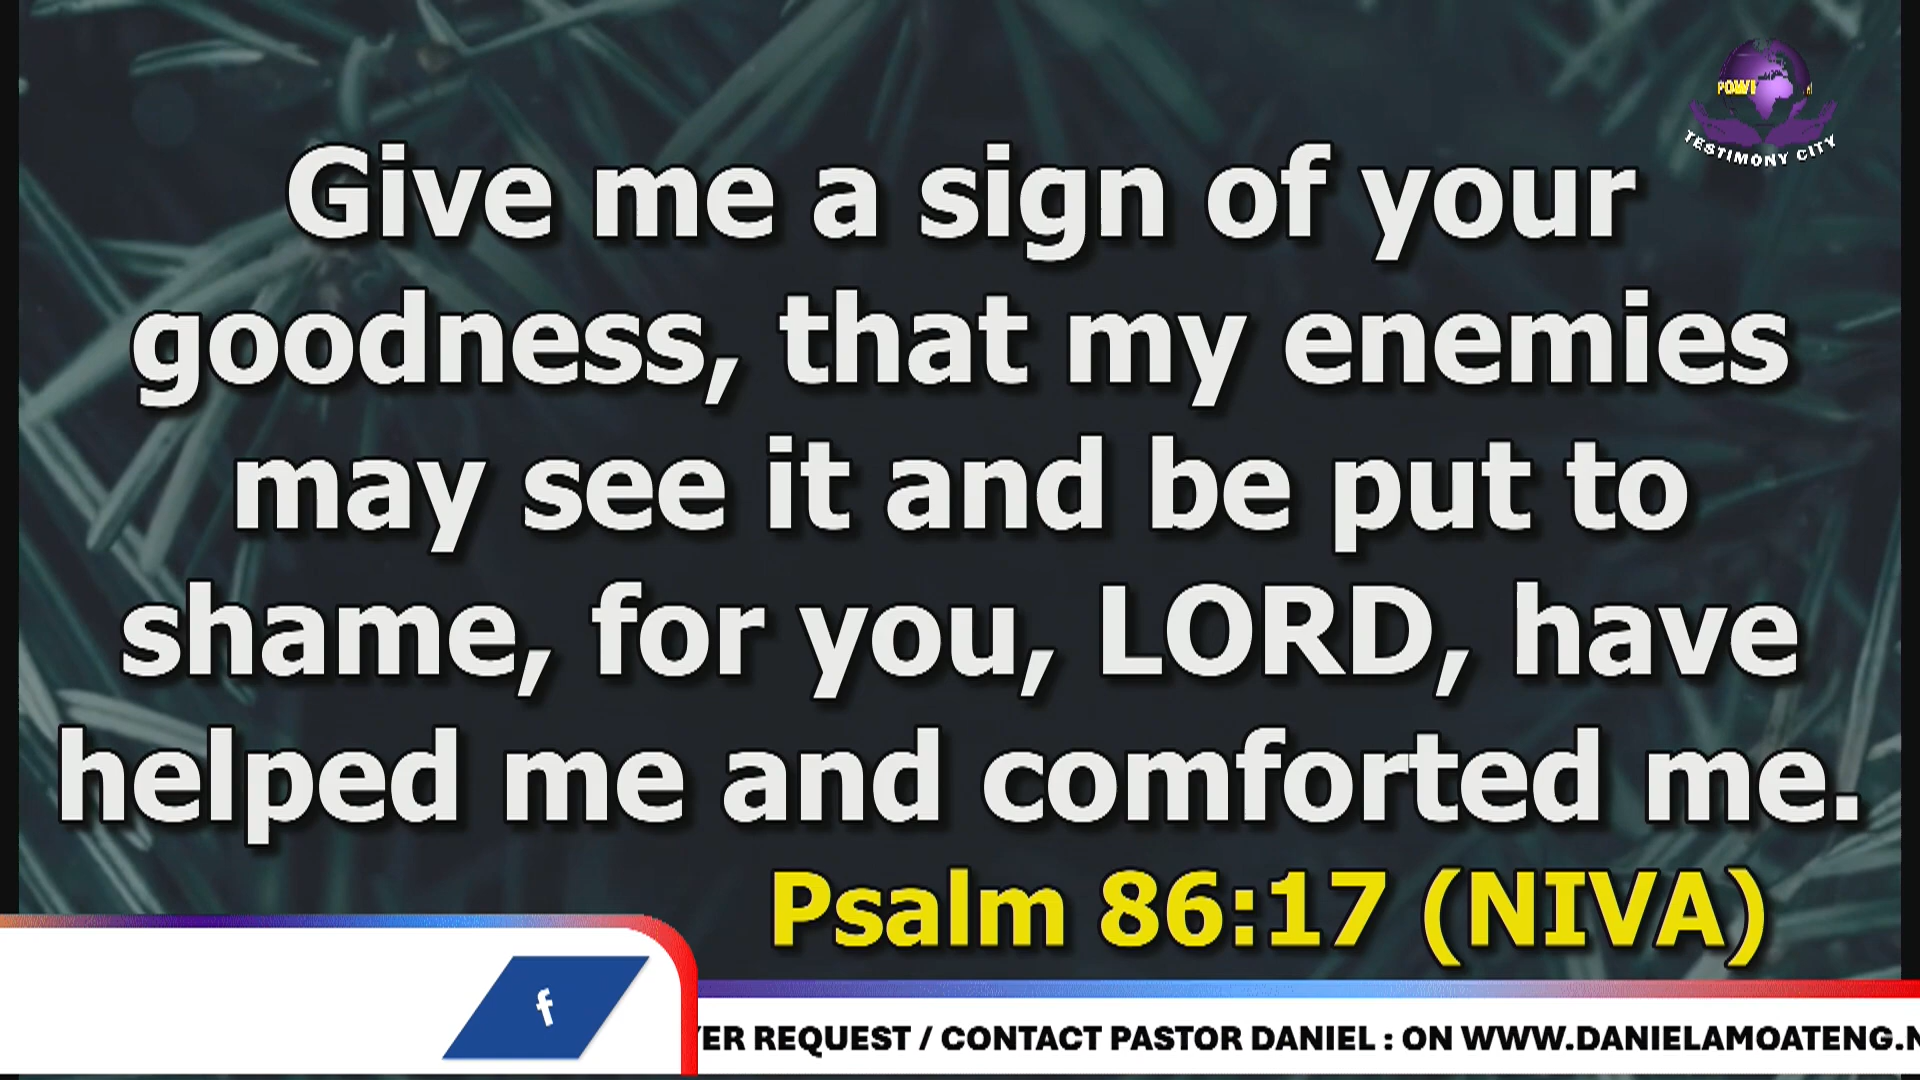 POWE
TESTIMONY CITY
Give me a sign of your
goodness, that my enemies
may see it and be put to
shame, for you, LORD, have
helped me and comforted me.
Psalm 86:17 (NIVA)
f
REQUEST / CONTACT PASTOR DANIEL : ON WWW.DANIELAMOATENG.N